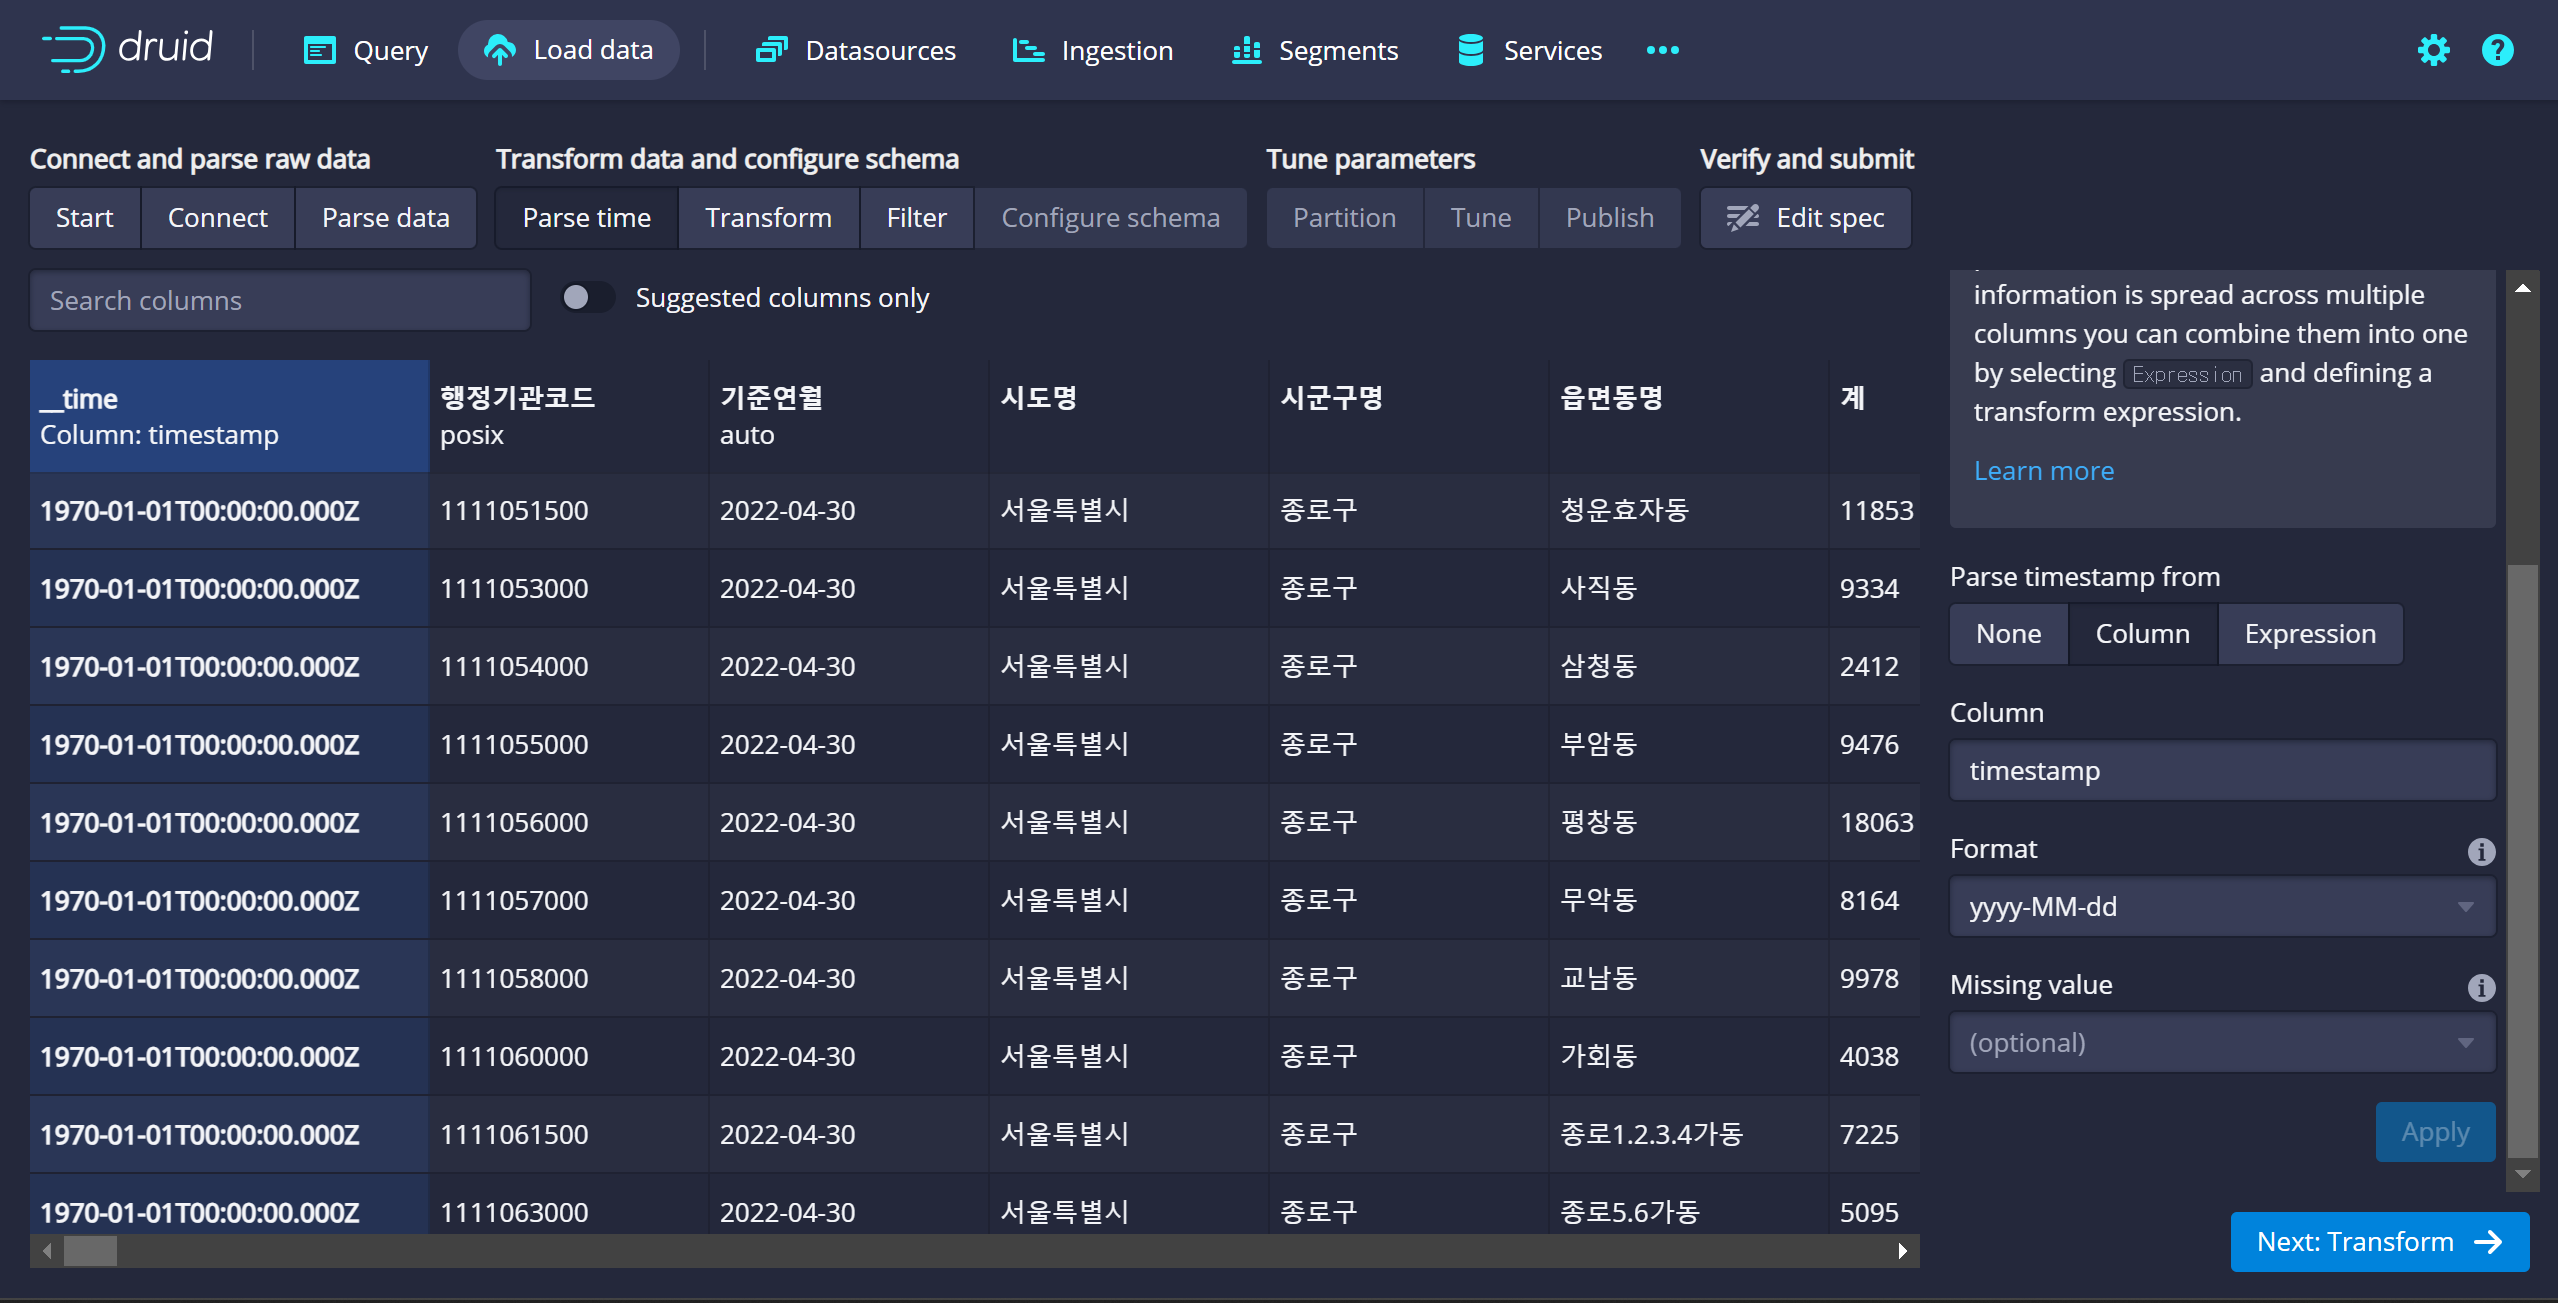 druid
Query
Load data
Datasources
Ingestion
Segments
Services
Connect and parse raw data
Transform data and configure schema
Tune parameters
Verify and submit
Start
Connect
Parse data
Parse time
Transform
Filter
Configure schema
Partition
Tune
Publish
Edit spec
Search columns
Suggested columns only
__time
Column: timestamp
행정기관코드
posix
기준연월
auto
시도명
시군구명
읍면동명
계
1970-01-01T00:00:00.000Z 1111051500 2022-04-30 서울특별시 종로구 청운효자동 11853
1970-01-01T00:00:00.000Z 1111053000 2022-04-30 서울특별시 종로구 사직동 9334
1970-01-01T00:00:00.000Z 1111054000 2022-04-30 서울특별시 종로구 삼청동 2412
1970-01-01T00:00:00.000Z 1111055000 2022-04-30 서울특별시 종로구 부암동 9476
1970-01-01T00:00:00.000Z 1111056000 2022-04-30 서울특별시 종로구 평창동 18063
1970-01-01T00:00:00.000Z 1111057000 2022-04-30 서울특별시 종로구 무악동 8164
1970-01-01T00:00:00.000Z 1111058000 2022-04-30 서울특별시 종로구 교남동 9978
1970-01-01T00:00:00.000Z 1111060000 2022-04-30 서울특별시 종로구 가회동 4038
1970-01-01T00:00:00.000Z 1111061500 2022-04-30 서울특별시 종로구 종로1.2.3.4가동 7225
1970-01-01T00:00:00.000Z 1111063000 2022-04-30 서울특별시 종로구 종로5.6가동 5095
information is spread across multiple
columns you can combine them into one
by selecting Expression and defining a
transform expression.
Learn more
Parse timestamp from
None
Column
Expression
Column
timestamp
Format
yyyy-MM-dd
Missing value
(optional)
Apply
Next: Transform